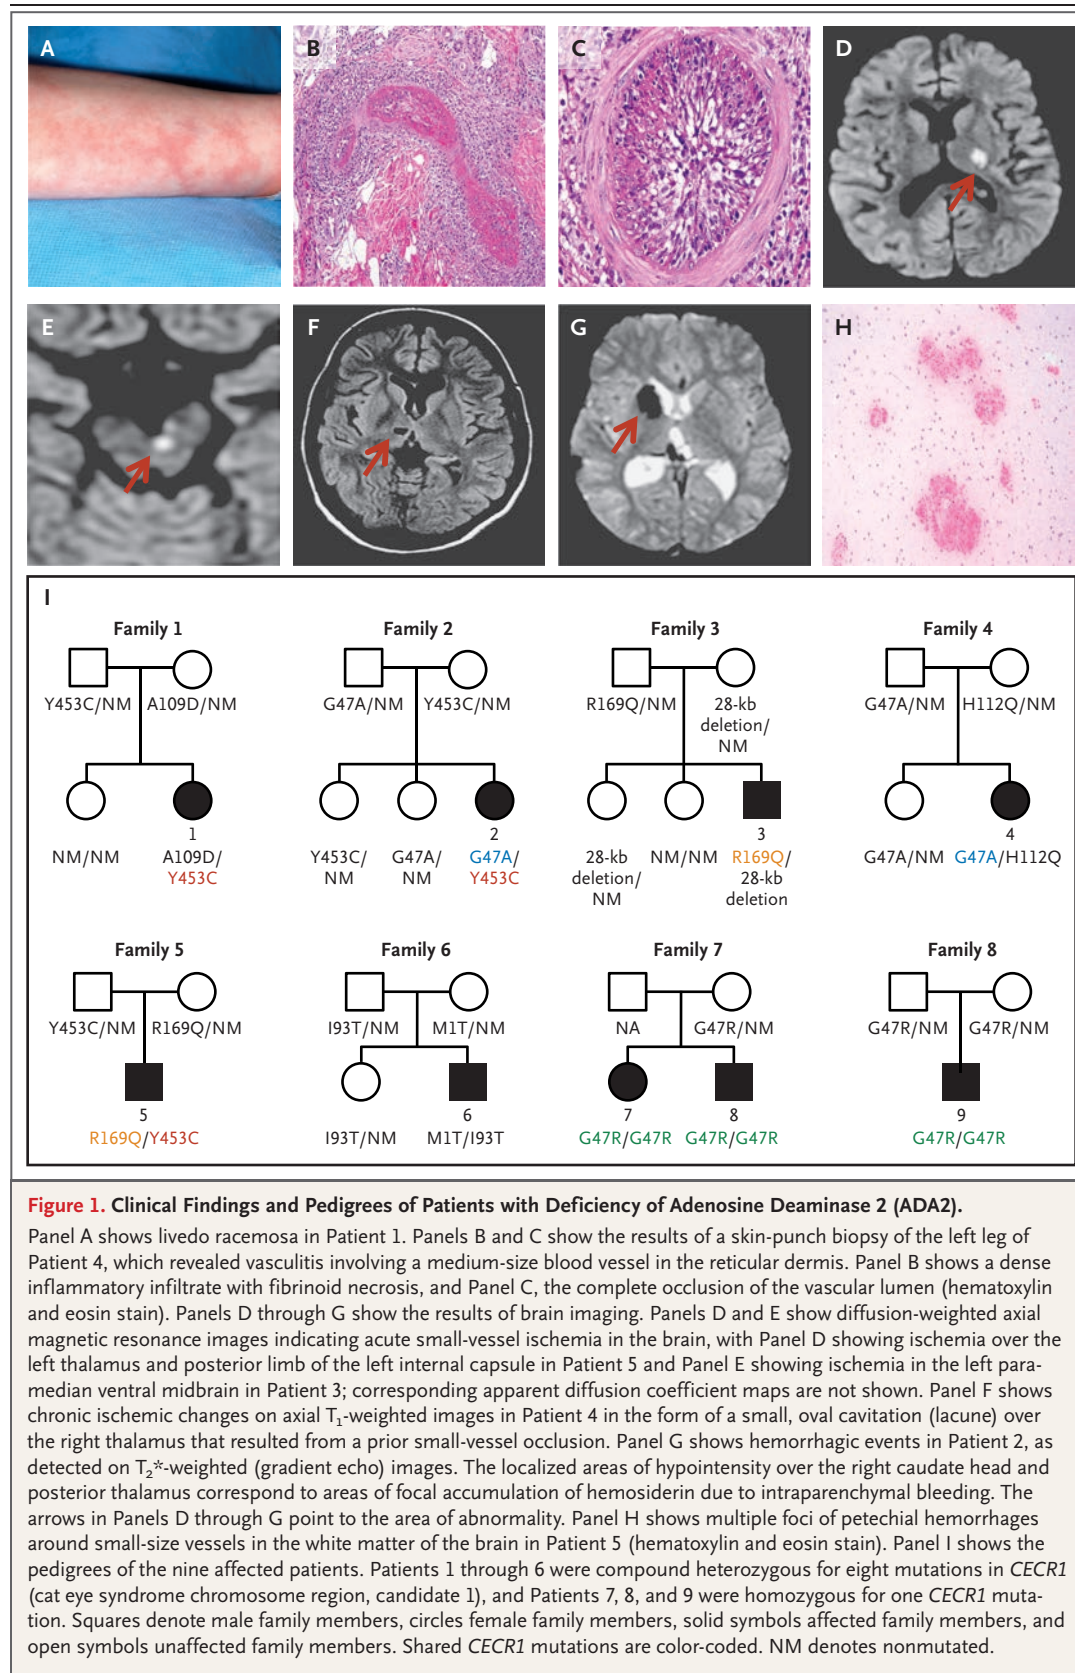 A
B
C
D
E
F
G
H
I
Family 1
Family 2
Family 3
Family 4
Y453C/NM
A109D/NM
G47A/NM
Y453C/NM
R169Q/NM
28-kb
deletion/
NM
G47A/NM
H112Q/NM
1
2
3
4
NM/NM
A109D/
Y453C
Y453C/
NM
G47A/
NM
G47A/
Y453C
28-kb
deletion/
NM
NM/NM
R169Q/
28-kb
deletion
G47A/NM
G47A/H112Q
Family 5
Family 6
Family 7
Family 8
Y453C/NM
R169Q/NM
I93T/NM
M1T/NM
NA
G47R/NM
G47R/NM
G47R/NM
5
6
7
8
9
R169Q/Y453C
I93T/NM
M1T/I93T
G47R/G47R
G47R/G47R
G47R/G47R
Figure 1. Clinical Findings and Pedigrees of Patients with Deficiency of Adenosine Deaminase 2 (ADA2).
Panel A shows livedo racemosa in Patient 1. Panels B and C show the results of a skin-punch biopsy of the left leg of
Patient 4, which revealed vasculitis involving a medium-size blood vessel in the reticular dermis. Panel B shows a dense
inflammatory infiltrate with fibrinoid necrosis, and Panel C, the complete occlusion of the vascular lumen (hematoxylin
and eosin stain). Panels D through G show the results of brain imaging. Panels D and E show diffusion-weighted axial
magnetic resonance images indicating acute small-vessel ischemia in the brain, with Panel D showing ischemia over the
left thalamus and posterior limb of the left internal capsule in Patient 5 and Panel E showing ischemia in the left para-
median ventral midbrain in Patient 3; corresponding apparent diffusion coefficient maps are not shown. Panel F shows
chronic ischemic changes on axial T₁-weighted images in Patient 4 in the form of a small, oval cavitation (lacune) over
the right thalamus that resulted from a prior small-vessel occlusion. Panel G shows hemorrhagic events in Patient 2, as
detected on T₂*-weighted (gradient echo) images. The localized areas of hypointensity over the right caudate head and
posterior thalamus correspond to areas of focal accumulation of hemosiderin due to intraparenchymal bleeding. The
arrows in Panels D through G point to the area of abnormality. Panel H shows multiple foci of petechial hemorrhages
around small-size vessels in the white matter of the brain in Patient 5 (hematoxylin and eosin stain). Panel I shows the
pedigrees of the nine affected patients. Patients 1 through 6 were compound heterozygous for eight mutations in CECR1
(cat eye syndrome chromosome region, candidate 1), and Patients 7, 8, and 9 were homozygous for one CECR1 muta-
tion. Squares denote male family members, circles female family members, solid symbols affected family members, and
open symbols unaffected family members. Shared CECR1 mutations are color-coded. NM denotes nonmutated.